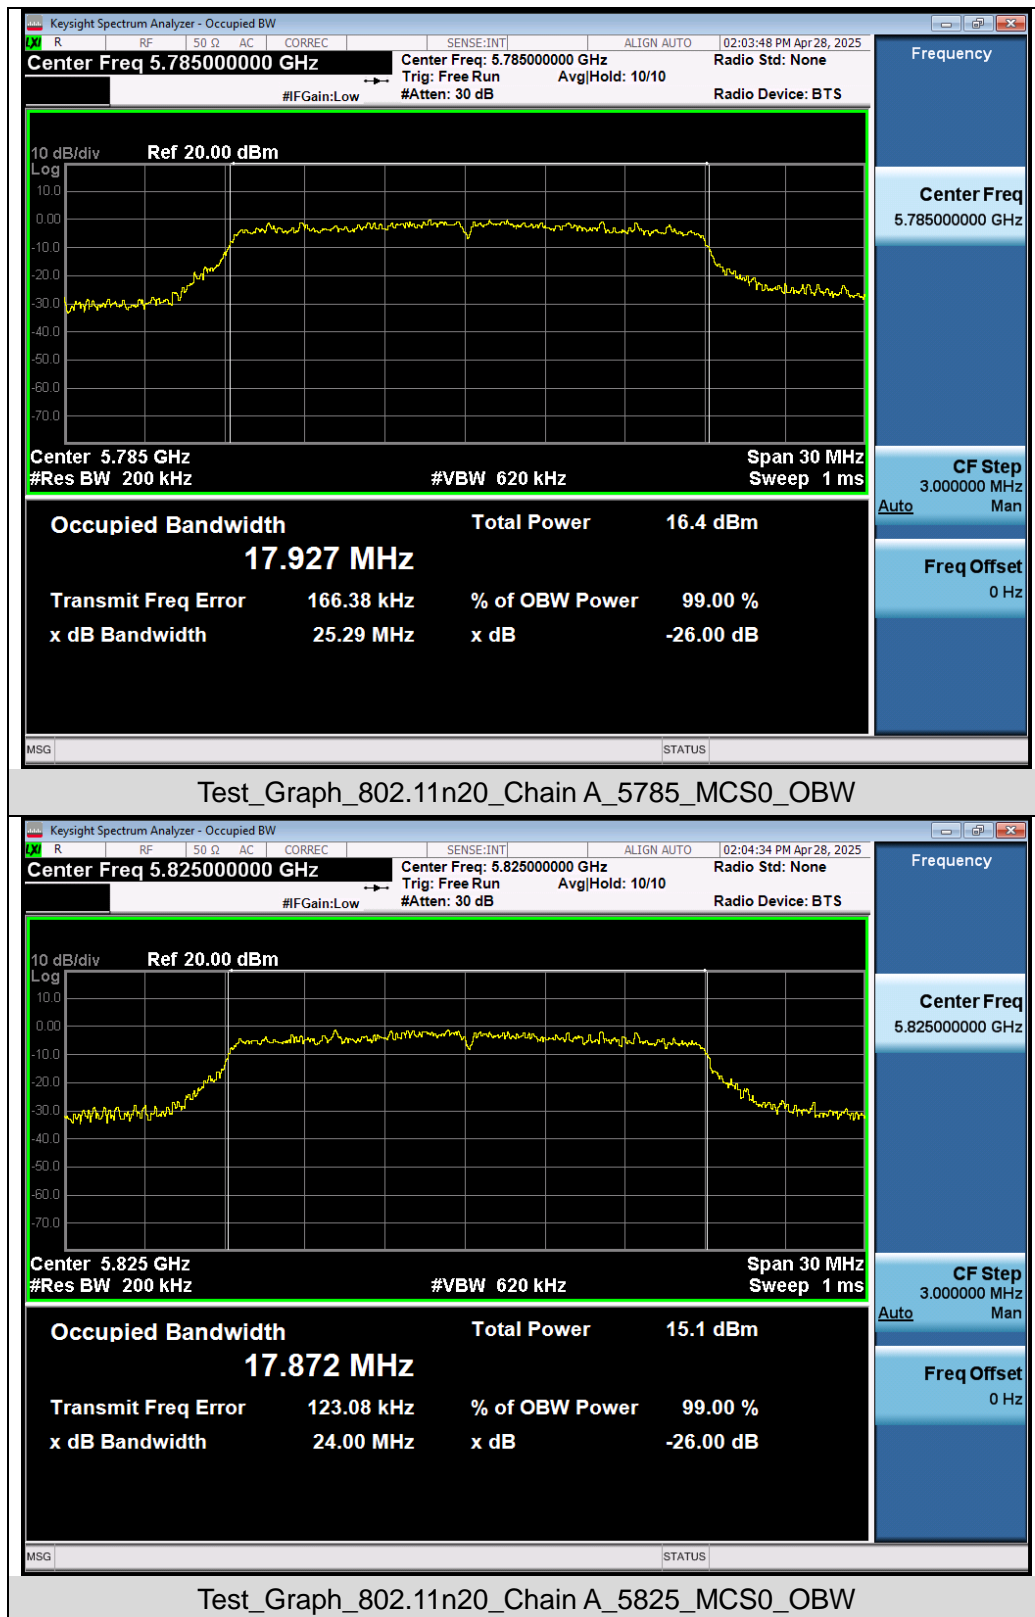 Keysight Spectrum Analyzer - Occupied BW
LXI R RF 50 Ω AC CORREC SENSE:INT ALIGN AUTO 02:03:48 PM Apr 28, 2025
Center Freq 5.785000000 GHz
Center Freq: 5.785000000 GHz
Radio Std: None
Trig: Free Run Avg|Hold: 10/10
#IFGain:Low
#Atten: 30 dB
Radio Device: BTS
Frequency
10 dB/div Ref 20.00 dBm
Log
10.0
0.00
-10.0
-20.0
-30.0
-40.0
-50.0
-60.0
-70.0
Center Freq
5.785000000 GHz
Center 5.785 GHz Span 30 MHz
#Res BW 200 kHz #VBW 620 kHz Sweep 1 ms
CF Step
3.000000 MHz
Auto Man
Freq Offset
0 Hz
Occupied Bandwidth Total Power 16.4 dBm
17.927 MHz
Transmit Freq Error 166.38 kHz % of OBW Power 99.00 %
x dB Bandwidth 25.29 MHz x dB -26.00 dB
MSG STATUS
Test_Graph_802.11n20_Chain A_5785_MCS0_OBW
Keysight Spectrum Analyzer - Occupied BW
LXI R RF 50 Ω AC CORREC SENSE:INT ALIGN AUTO 02:04:34 PM Apr 28, 2025
Center Freq 5.825000000 GHz
Center Freq: 5.825000000 GHz
Radio Std: None
Trig: Free Run Avg|Hold: 10/10
#IFGain:Low
#Atten: 30 dB
Radio Device: BTS
Frequency
10 dB/div Ref 20.00 dBm
Log
10.0
0.00
-10.0
-20.0
-30.0
-40.0
-50.0
-60.0
-70.0
Center Freq
5.825000000 GHz
Center 5.825 GHz Span 30 MHz
#Res BW 200 kHz #VBW 620 kHz Sweep 1 ms
CF Step
3.000000 MHz
Auto Man
Freq Offset
0 Hz
Occupied Bandwidth Total Power 15.1 dBm
17.872 MHz
Transmit Freq Error 123.08 kHz % of OBW Power 99.00 %
x dB Bandwidth 24.00 MHz x dB -26.00 dB
MSG STATUS
Test_Graph_802.11n20_Chain A_5825_MCS0_OBW